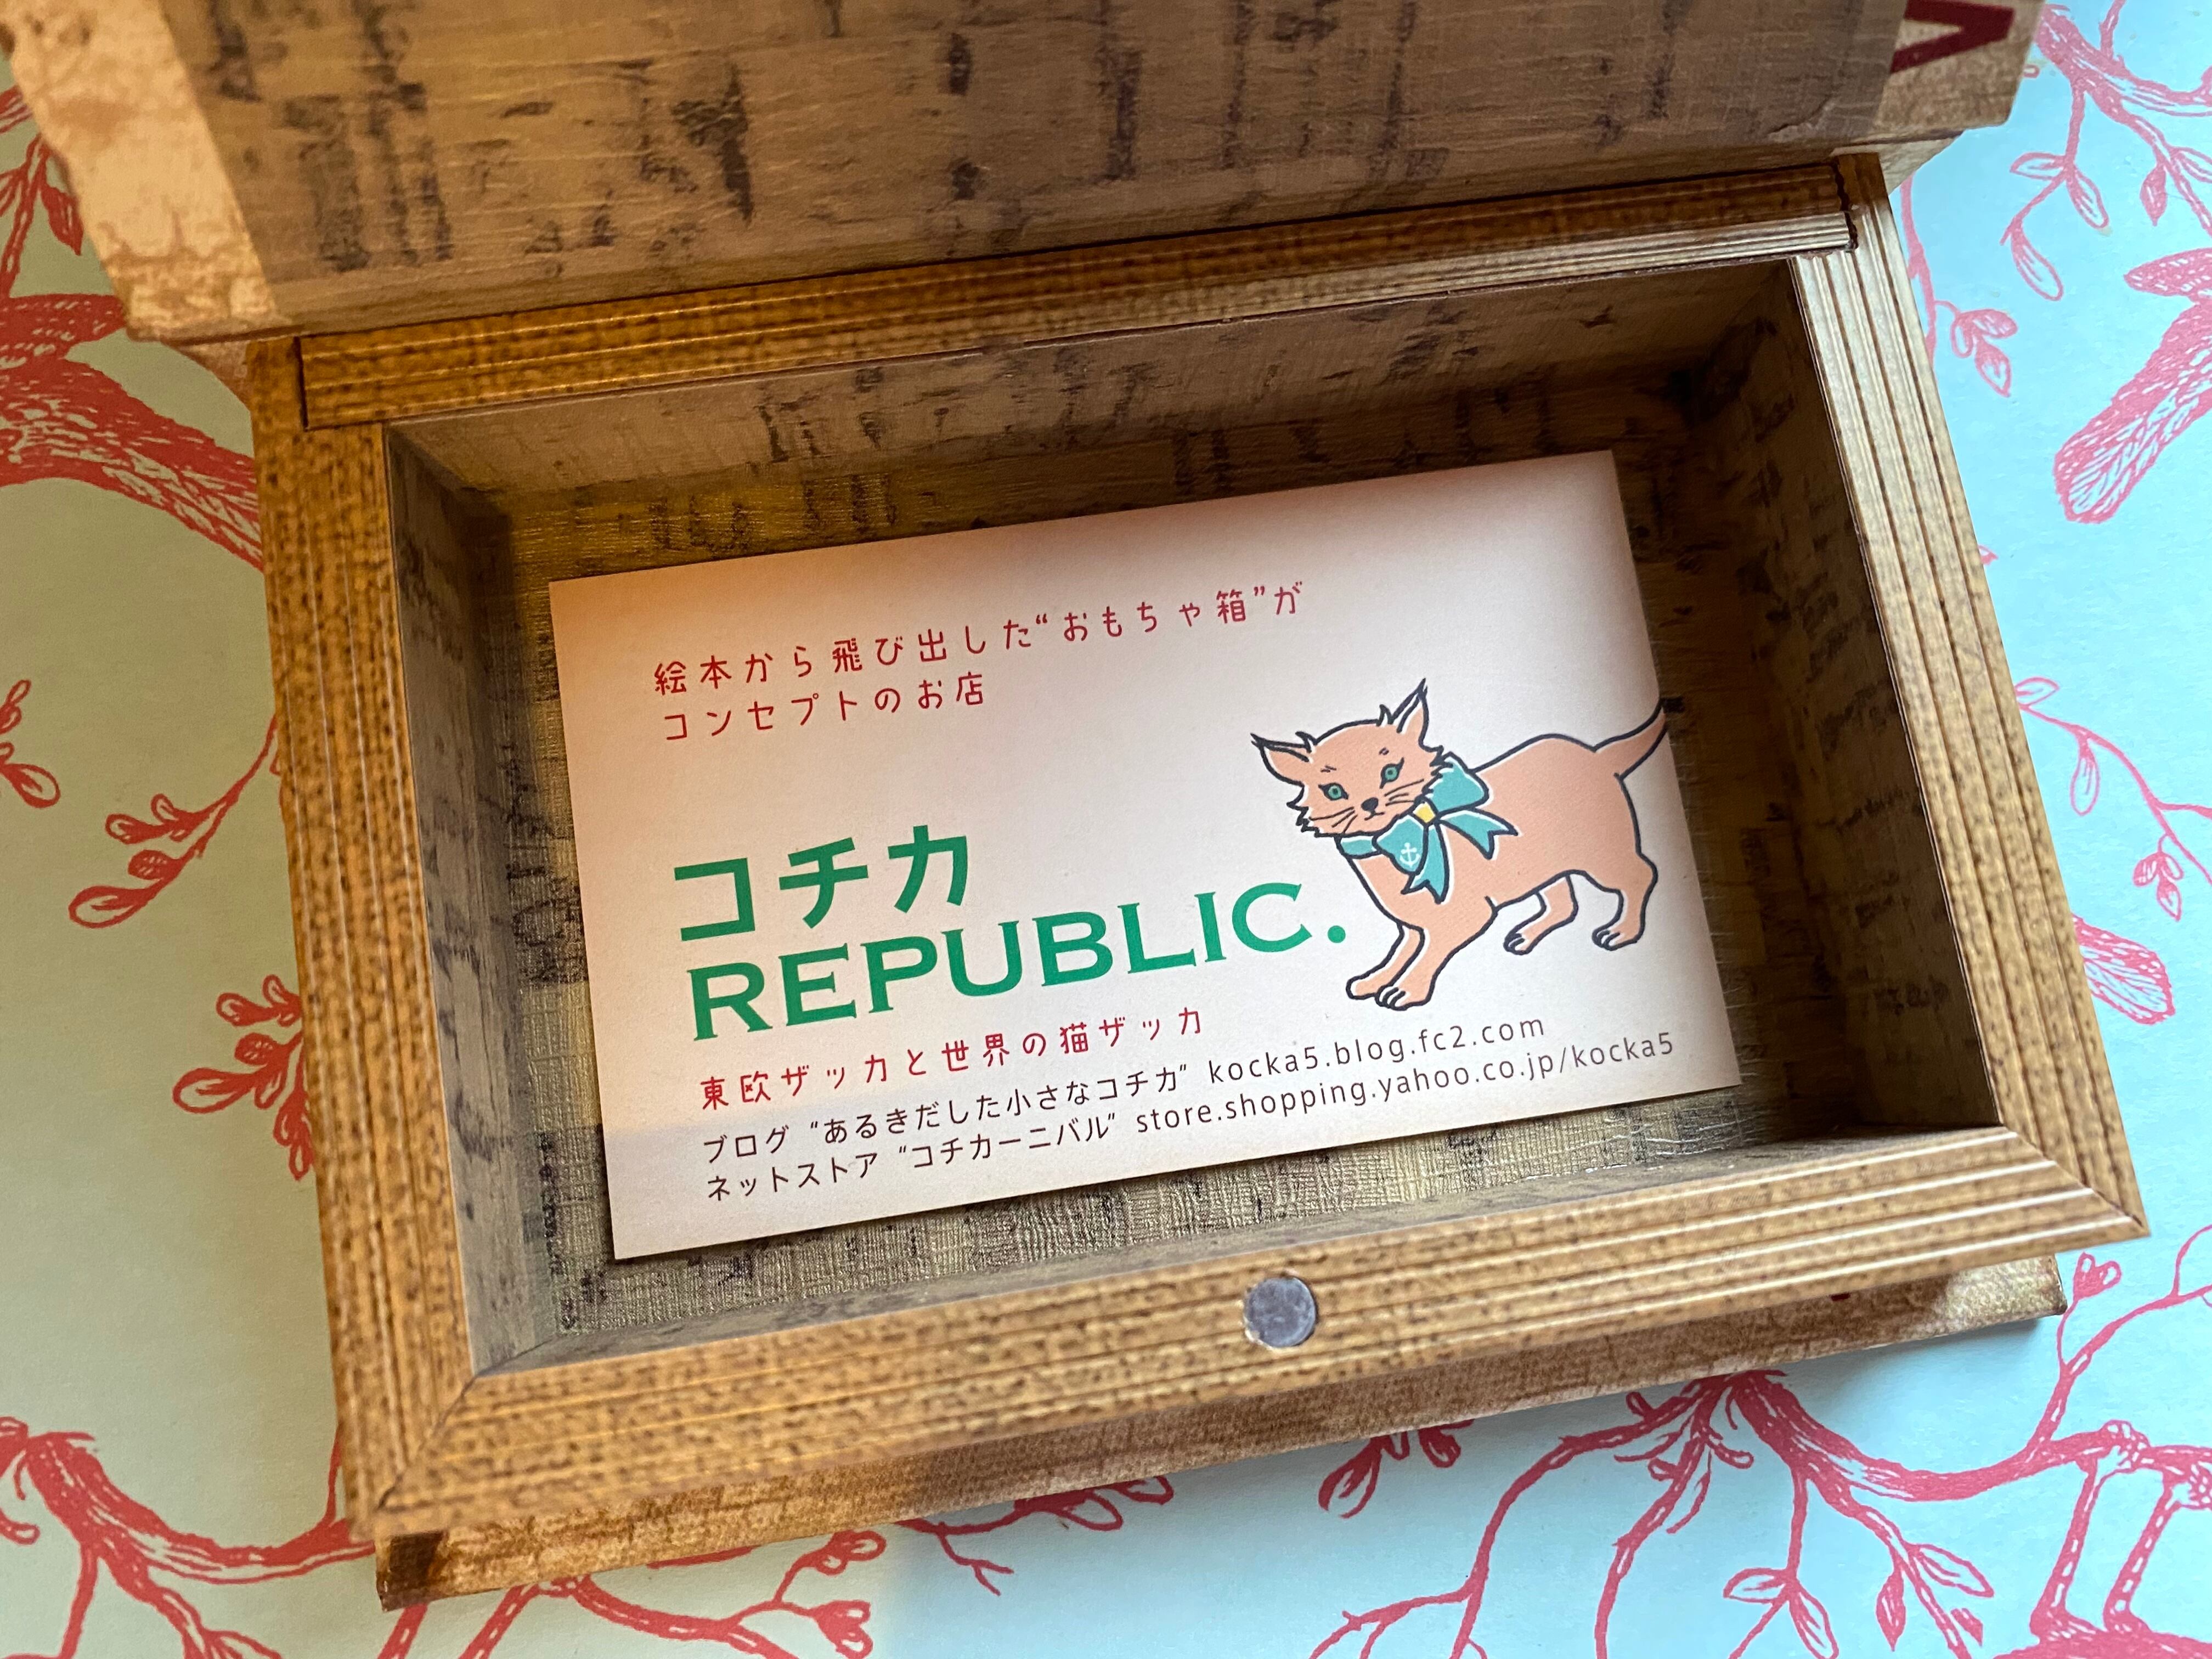 絵本から飛び出した“おもちゃ箱”が
コンセプトのお店
コチカ
REPUBLIC.
東欧ザッカと世界の猫ザッカ
ブログ“あるきだした小さなコチカ” kocka5.blog.fc2.com
ネットストア“コチカーニバル” store.shopping.yahoo.co.jp/kocka5